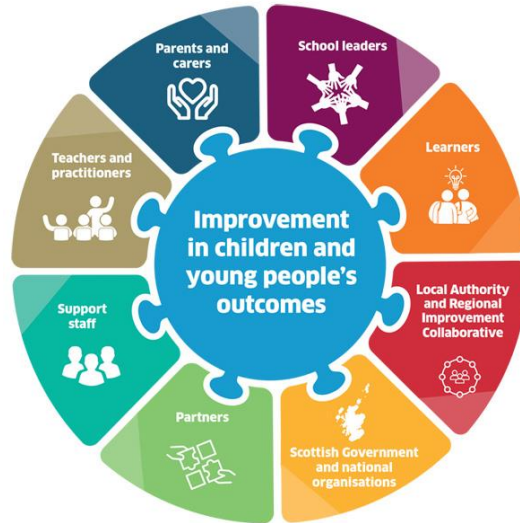 Parents and
carers
School leaders
Learners
Local Authority
and Regional
Improvement
Collaborative
Scottish Government
and national
organisations
Partners
Support
staff
Teachers and
practitioners
Improvement
in children and
young people's
outcomes